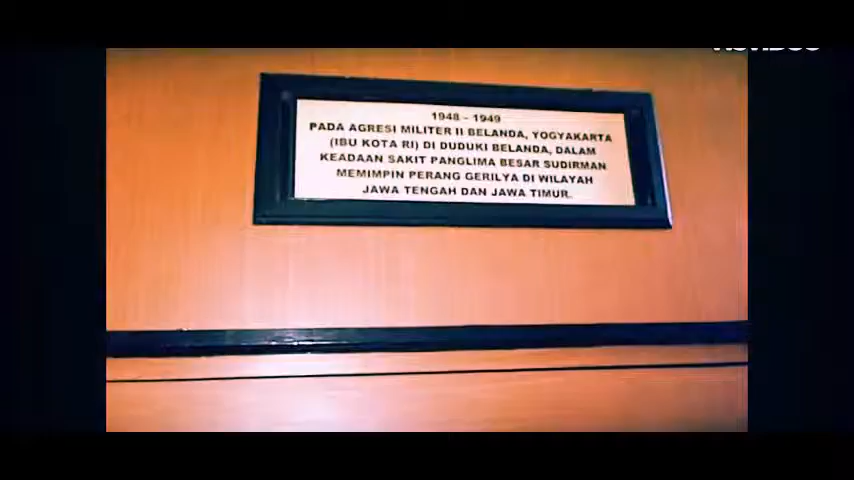 1948 - 1949
PADA AGRESI MILITER II BELANDA, YOGYAKARTA
(IBU KOTA RI) DI DUDUKI BELANDA, DALAM
KEADAAN SAKIT PANGLIMA BESAR SUDIRMAN
MEMIMPIN PERANG GERILYA DI WILAYAH
JAWA TENGAH DAN JAWA TIMUR.